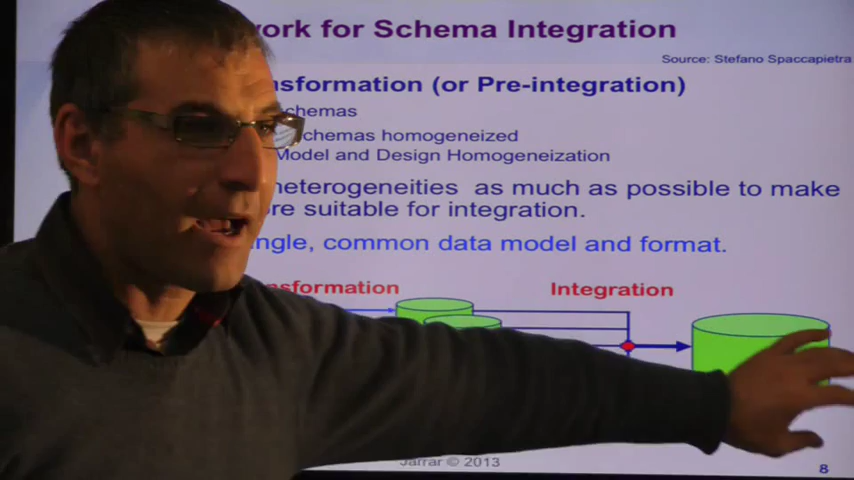 ork for Schema Integration
Source: Stefano Spaccapietra
nsformation (or Pre-integration)
chemas
chemas homogeneized
Model and Design Homogeneization
heterogeneities as much as possible to make
re suitable for integration.
ngle, common data model and format.
nsformation
Integration
Jarrar © 2013
8